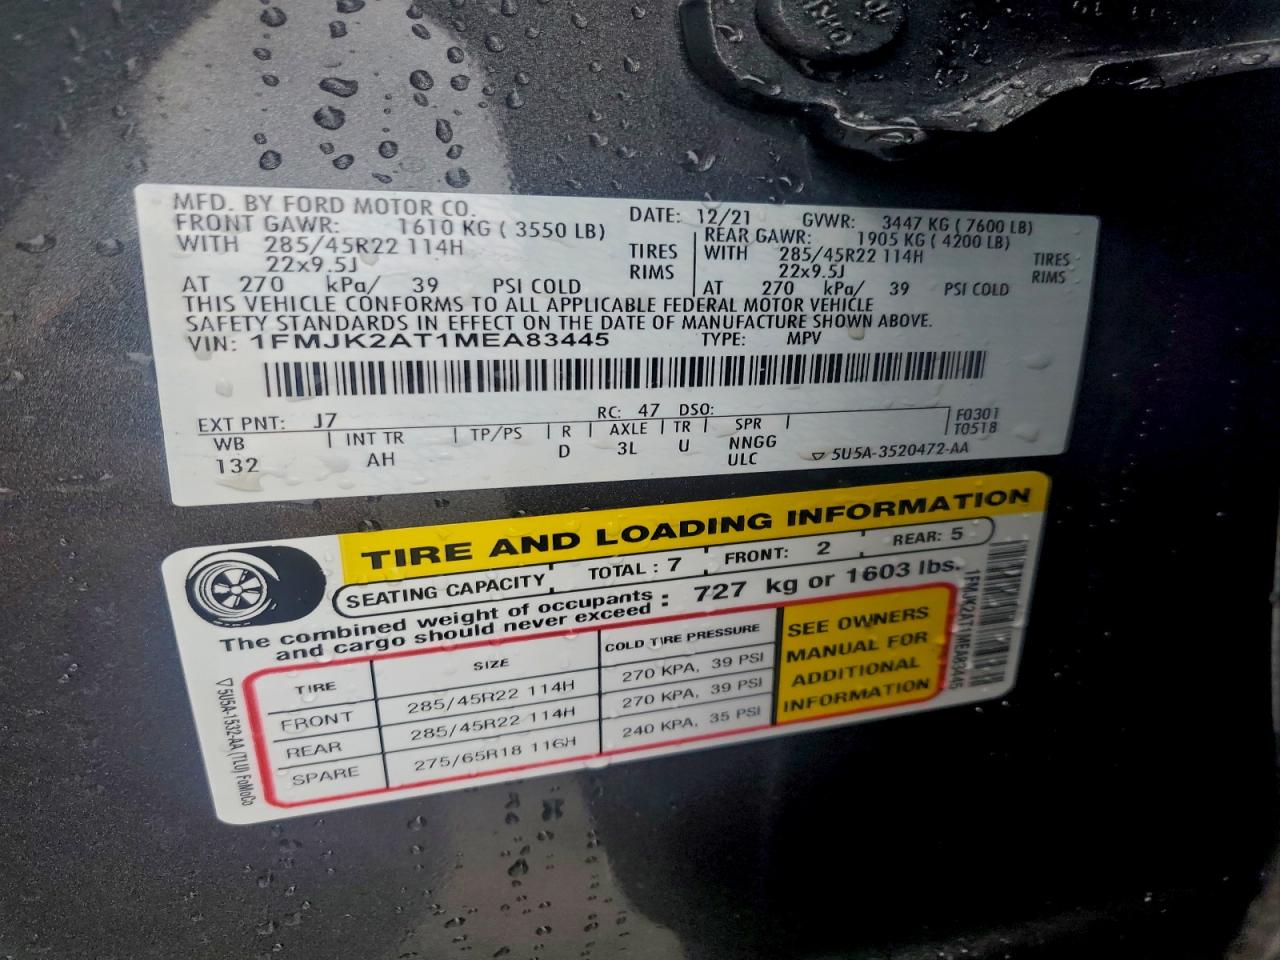 MFD. BY FORD MOTOR CO. DATE: 12/21 GVWR: 3447 KG ( 7600 LB)
FRONT GAWR: 1610 KG ( 3550 LB) REAR GAWR: 1905 KG ( 4200 LB)
WITH 285/45R22 114H TIRES WITH 285/45R22 114H TIRES
22x9.5J RIMS 22x9.5J RIMS
AT 270 kPa/ 39 PSI COLD AT 270 kPa/ 39 PSI COLD
THIS VEHICLE CONFORMS TO ALL APPLICABLE FEDERAL MOTOR VEHICLE
SAFETY STANDARDS IN EFFECT ON THE DATE OF MANUFACTURE SHOWN ABOVE.
VIN: 1FMJK2AT1MEA83445 TYPE: MPV
EXT PNT: J7 RC: 47 DSO: F0301
WB INT TR TP/PS R AXLE TR SPR T0518
132 AH D 3L U NNGG
ULC 5U5A-3520472-AA
TIRE AND LOADING INFORMATION
SEATING CAPACITY TOTAL : 7 FRONT: 2 REAR: 5
The combined weight of occupants
and cargo should never exceed : 727 kg or 1603 lbs.
TIRE SIZE COLD TIRE PRESSURE
FRONT 285/45R22 114H 270 KPA, 39 PSI
REAR 285/45R22 114H 270 KPA, 39 PSI
SPARE 275/65R18 116H 240 KPA, 35 PSI
SEE OWNERS
MANUAL FOR
ADDITIONAL
INFORMATION
1FMJK2AT1MEA83445
5U5A-1532-AA (TLU) FoMoCo